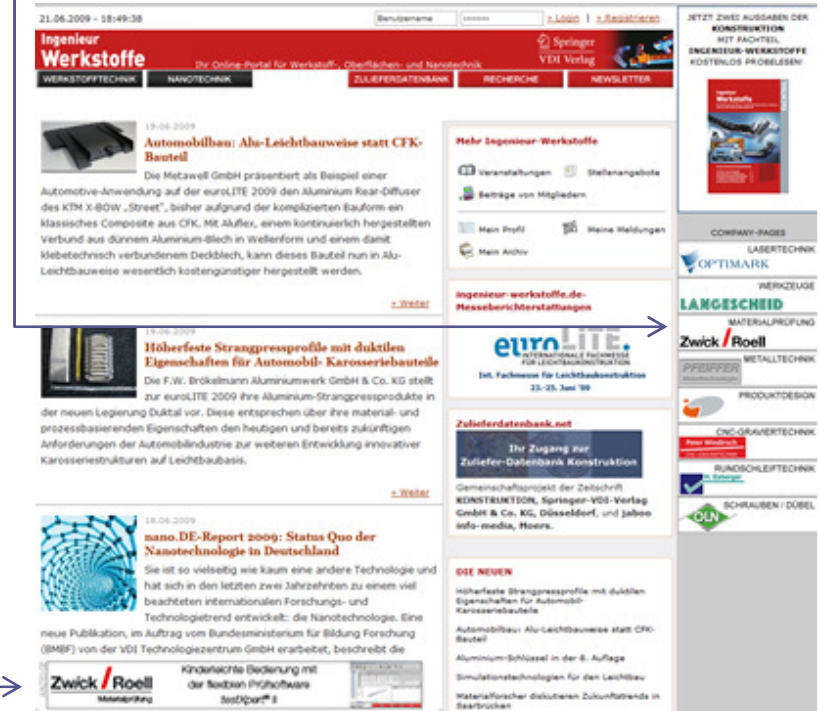 21.06.2009 - 18:49:38
Benutzername
» Login | » Registrieren
Ingenieur
Werkstoffe
Ihr Online-Portal für Werkstoff-, Oberflächen- und Nanotechnik
Springer
VDI Verlag
WERKSTOFFTECHNIK NANOTECHNIK ZULIEFERDATENBANK RECHERCHE NEWSLETTER
19.06.2009
Automobilbau: Alu-Leichtbauweise statt CFK-
Bauteil
Die Metawell GmbH präsentiert als Beispiel einer
Automotive-Anwendung auf der euroLITE 2009 den Aluminium Rear-Diffuser
des KTM X-BOW „Street", bisher aufgrund der komplizierten Bauform ein
klassisches Composite aus CFK. Mit Aluflex, einem kontinuierlich hergestellten
Verbund aus dünnem Aluminium-Blech in Wellenform und einem damit
klebetechnisch verbundenem Deckblech, kann dieses Bauteil nun in Alu-
Leichtbauweise wesentlich kostengünstiger hergestellt werden.
» Weiter
19.06.2009
Höherfeste Strangpressprofile mit duktilen
Eigenschaften für Automobil- Karosseriebauteile
Die F.W. Brökelmann Aluminiumwerk GmbH & Co. KG stellt
zur euroLITE 2009 ihre Aluminium-Strangpressprodukte in
der neuen Legierung Duktal vor. Diese entsprechen über ihre material- und
prozessbasierenden Eigenschaften den heutigen und bereits zukünftigen
Anforderungen der Automobilindustrie zur weiteren Entwicklung innovativer
Karosseriestrukturen auf Leichtbaubasis.
» Weiter
18.06.2009
nano.DE-Report 2009: Status Quo der
Nanotechnologie in Deutschland
Sie ist so vielseitig wie kaum eine andere Technologie und
hat sich in den letzten zwei Jahrzehnten zu einem viel
beachteten internationalen Forschungs- und
Technologietrend entwickelt: die Nanotechnologie. Eine
neue Publikation, im Auftrag vom Bundesministerium für Bildung Forschung
(BMBF) von der VDI Technologiezentrum GmbH erarbeitet, beschreibt die
Zwick / Roell
Materialprüfung
Kinderleichte Bedienung mit
der flexiblen Prüfsoftware
testXpert® II
Mehr Ingenieur-Werkstoffe
Veranstaltungen Stellenangebote
Beiträge von Mitgliedern
Mein Profil Meine Meldungen
Mein Archiv
ingenieur-werkstoffe.de-
Messeberichterstattungen
euroLITE.
INTERNATIONALE FACHMESSE
FÜR LEICHTBAUKONSTRUKTION
Int. Fachmesse für Leichtbaukonstruktion
23.-25. Juni '09
Zulieferdatenbank.net
Ihr Zugang zur
Zuliefer-Datenbank Konstruktion
Gemeinschaftsprojekt der Zeitschrift
KONSTRUKTION, Springer-VDI-Verlag
GmbH & Co. KG, Düsseldorf, und jaboo
info-media, Moers.
DIE NEUEN
Höherfeste Strangpressprofile mit duktilen
Eigenschaften für Automobil-
Karosseriebauteile
Automobilbau: Alu-Leichtbauweise statt CFK-
Bauteil
Aluminium-Schlüssel in der 8. Auflage
Simulationstechnologien für den Leichtbau
Materialforscher diskutieren Zukunftstrends in
Saarbrücken
JETZT ZWEI AUSGABEN DER
KONSTRUKTION
MIT FACHTEIL
INGENIEUR-WERKSTOFFE
KOSTENLOS PROBELESEN!
Ingenieur
Werkstoffe
COMPANY-PAGES
LASERTECHNIK
OPTIMARK
WERKZEUGE
LANGESCHEID
MATERIALPRÜFUNG
Zwick / Roell
METALLTECHNIK
PFEIFFER
PRODUKTDESIGN
CNC-GRAVIERTECHNIK
Peter Windirsch
RUNDSCHLEIFTECHNIK
SCHRAUBEN / DÜBEL
OLN